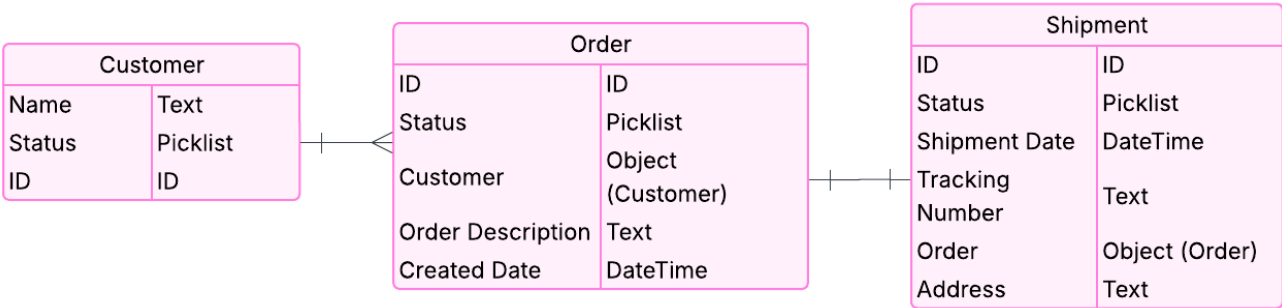 Customer
Name Text
Status Picklist
ID ID
Order
ID ID
Status Picklist
Customer Object
(Customer)
Order Description Text
Created Date DateTime
Shipment
ID ID
Status Picklist
Shipment Date DateTime
Tracking
Number Text
Order Object (Order)
Address Text